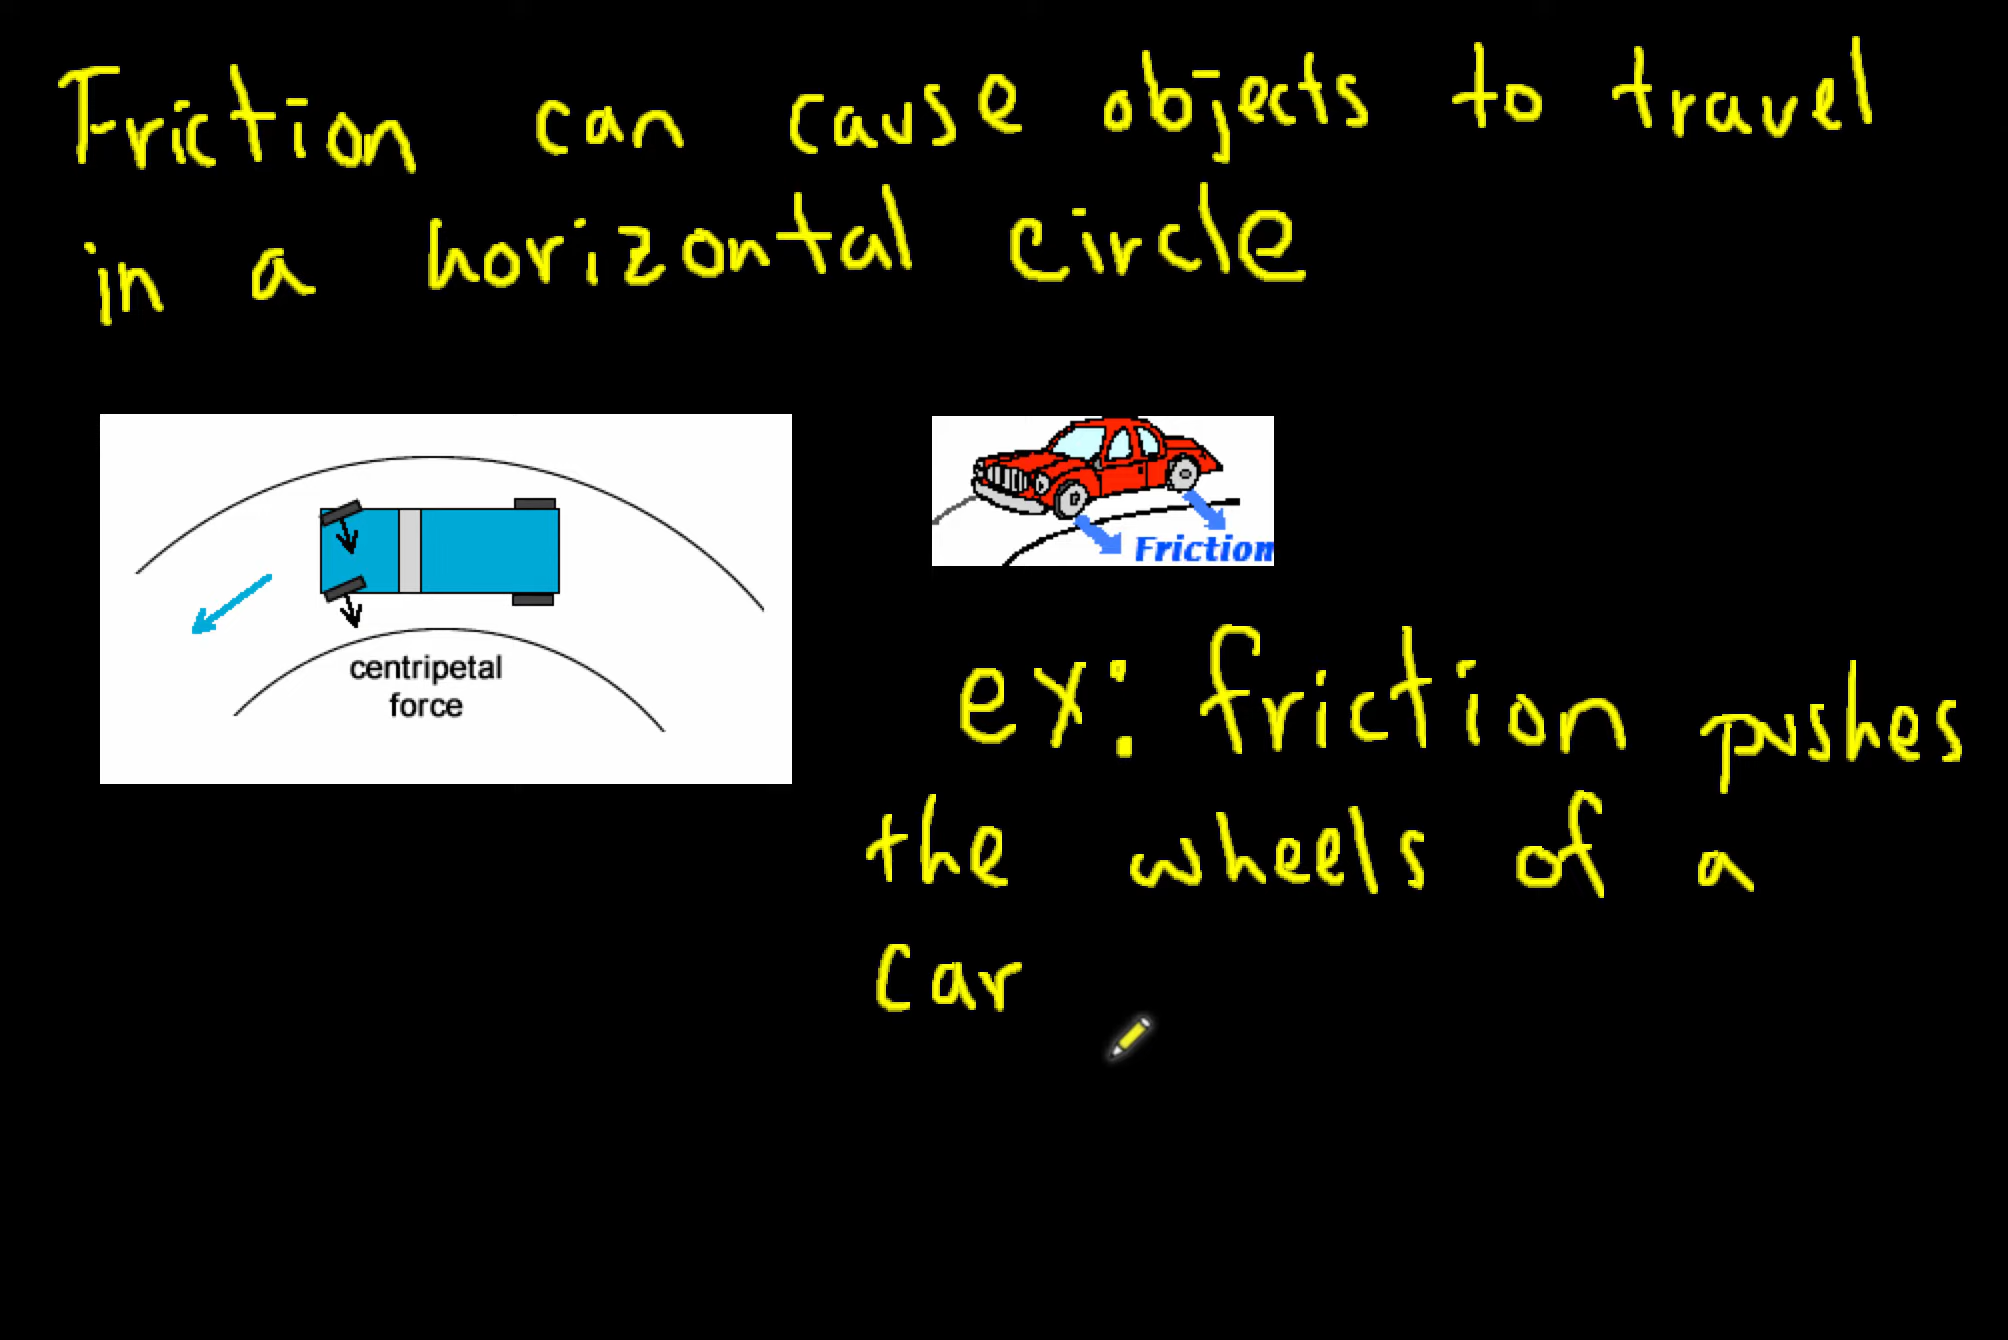 Friction can cause objects to travel
in a horizontal circle
centripetal
force
Friction
ex: friction pushes
the wheels of a
car